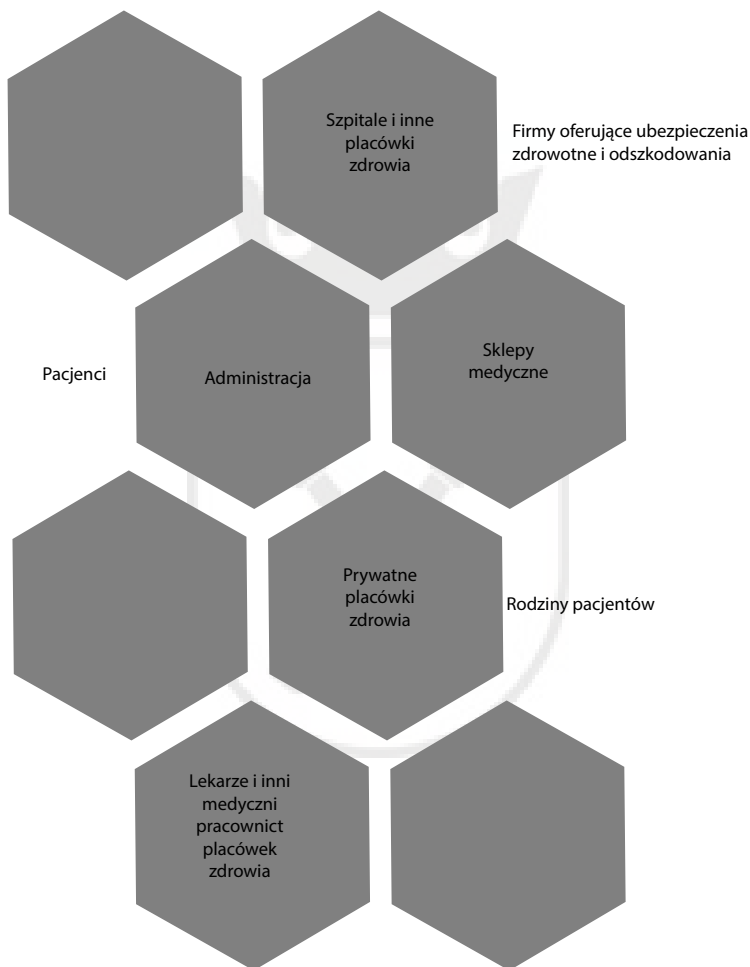 Szpitale i inne
placówki
zdrowia
Firmy oferujące ubezpieczenia
zdrowotne i odszkodowania
Pacjenci
Administracja
Sklepy
medyczne
Prywatne
placówki
zdrowia
Rodziny pacjentów
Lekarze i inni
medyczni
pracownict
placówek
zdrowia